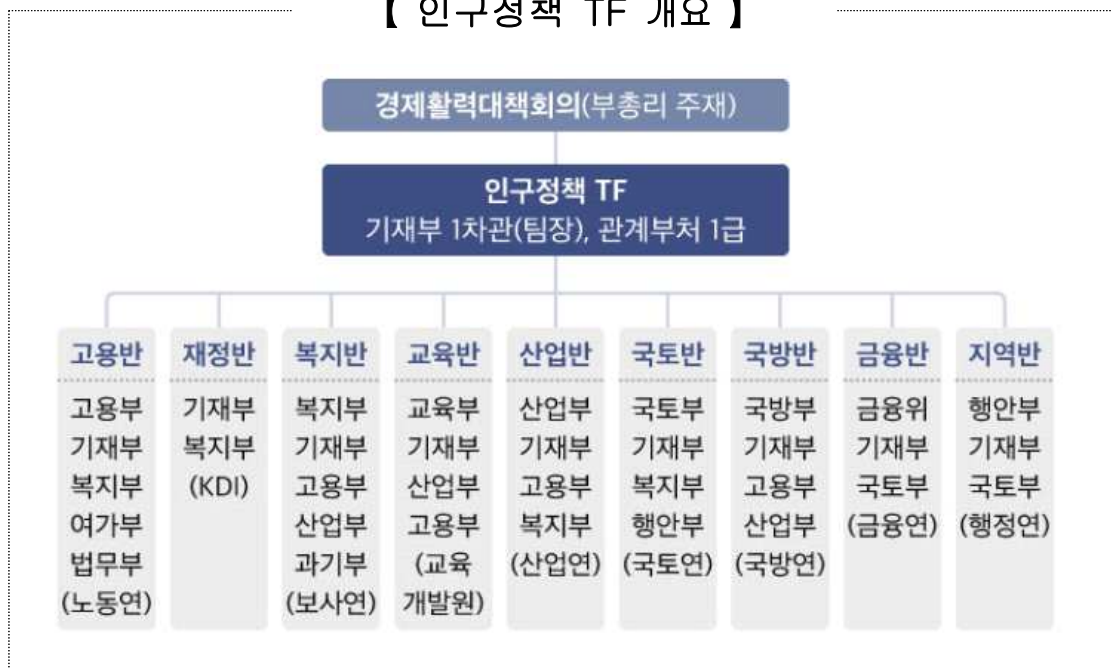 【 인구정책 TF 개요 】
경제활력대책회의(부총리 주재)
인구정책 TF
기재부 1차관(팀장), 관계부처 1급
고용반
고용부
기재부
복지부
여가부
법무부
(노동연)
재정반
기재부
복지부
(KDI)
복지반
복지부
기재부
고용부
산업부
과기부
(보사연)
교육반
교육부
기재부
산업부
고용부
(교육
개발원)
산업반
산업부
기재부
고용부
복지부
(산업연)
국토반
국토부
기재부
복지부
행안부
(국토연)
국방반
국방부
기재부
고용부
산업부
(국방연)
금융반
금융위
기재부
국토부
(금융연)
지역반
행안부
기재부
국토부
(행정연)